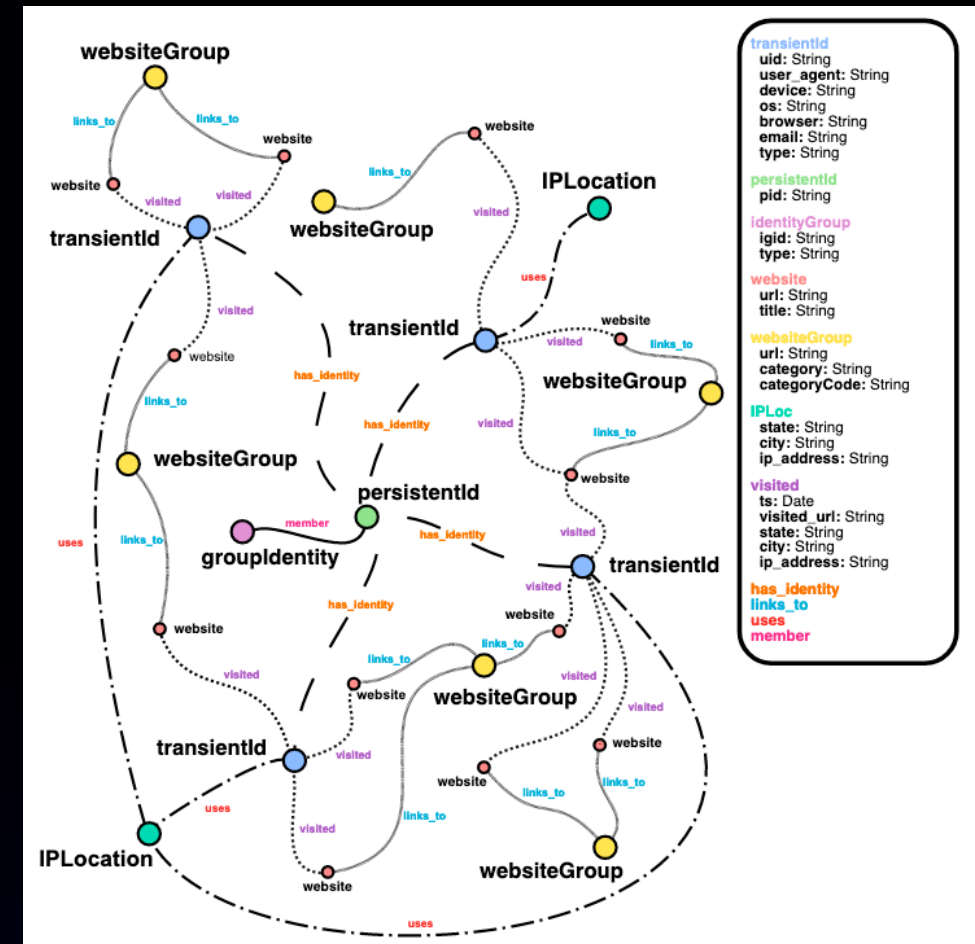 websiteGroup
links_to
links_to
website
website
visited
visited
transientId
website
links_to
websiteGroup
visited
IPLocation
uses
visited
website
links_to
websiteGroup
transientId
visited
website
links_to
websiteGroup
links_to
visited
website
has_identity
has_identity
persistentId
member
groupIdentity
has_identity
has_identity
uses
links_to
website
visited
visited
transientId
visited
website
links_to
links_to
website
websiteGroup
visited
visited
visited
transientId
website
website
links_to
links_to
websiteGroup
uses
IPLocation
visited
links_to
website
uses
transientId
uid: String
user_agent: String
device: String
os: String
browser: String
email: String
type: String
persistentId
pid: String
identityGroup
igid: String
type: String
website
url: String
title: String
websiteGroup
url: String
category: String
categoryCode: String
IPLoc
state: String
city: String
ip_address: String
visited
ts: Date
visited_url: String
state: String
city: String
ip_address: String
has_identity
links_to
uses
member